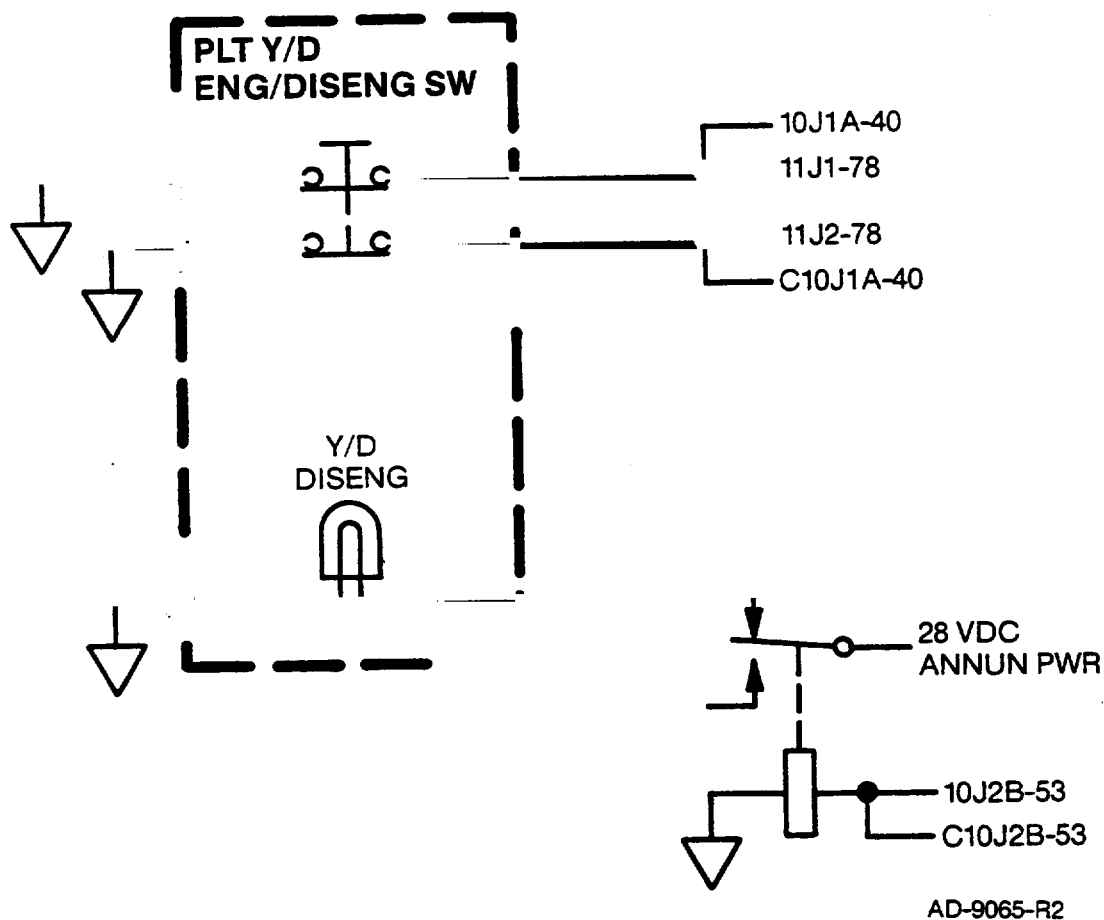 PLT Y/D
ENG/DISENG SW
10J1A-40
11J1-78
11J2-78
C10J1A-40
Y/D
DISENG
28 VDC
ANNUN PWR
10J2B-53
C10J2B-53
AD-9065-R2